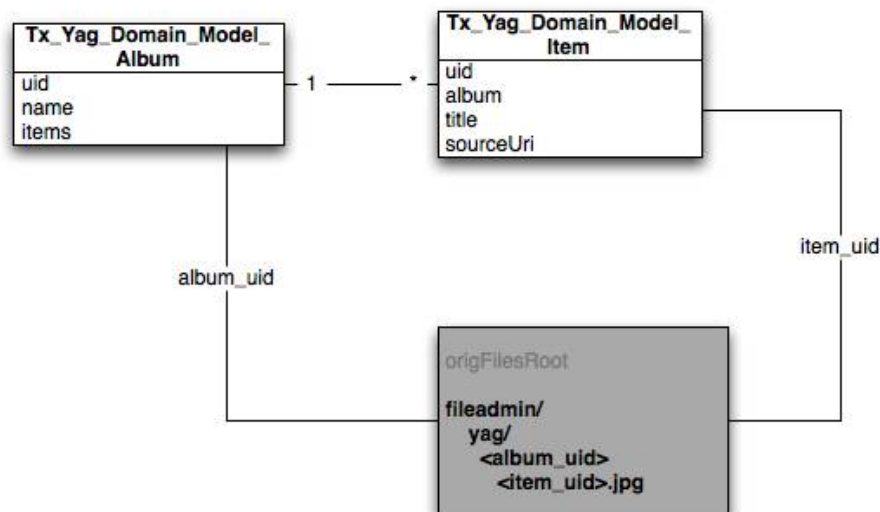 Tx_Yag_Domain_Model_
Album
uid
name
items
1
*
Tx_Yag_Domain_Model_
Item
uid
album
title
sourceUri
album_uid
item_uid
origFilesRoot
fileadmin/
yag/
<album_uid>
<item_uid>.jpg